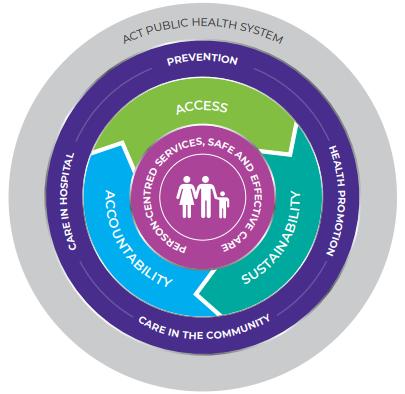 ACT PUBLIC HEALTH SYSTEM
PREVENTION
HEALTH PROMOTION
CARE IN THE COMMUNITY
CARE IN HOSPITAL
ACCESS
SUSTAINABILITY
ACCOUNTABILITY
PERSON-CENTRED SERVICES, SAFE AND EFFECTIVE CARE